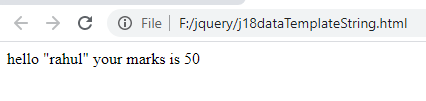 File | F:/jquery/j18dataTemplateString.html
hello "rahul" your marks is 50